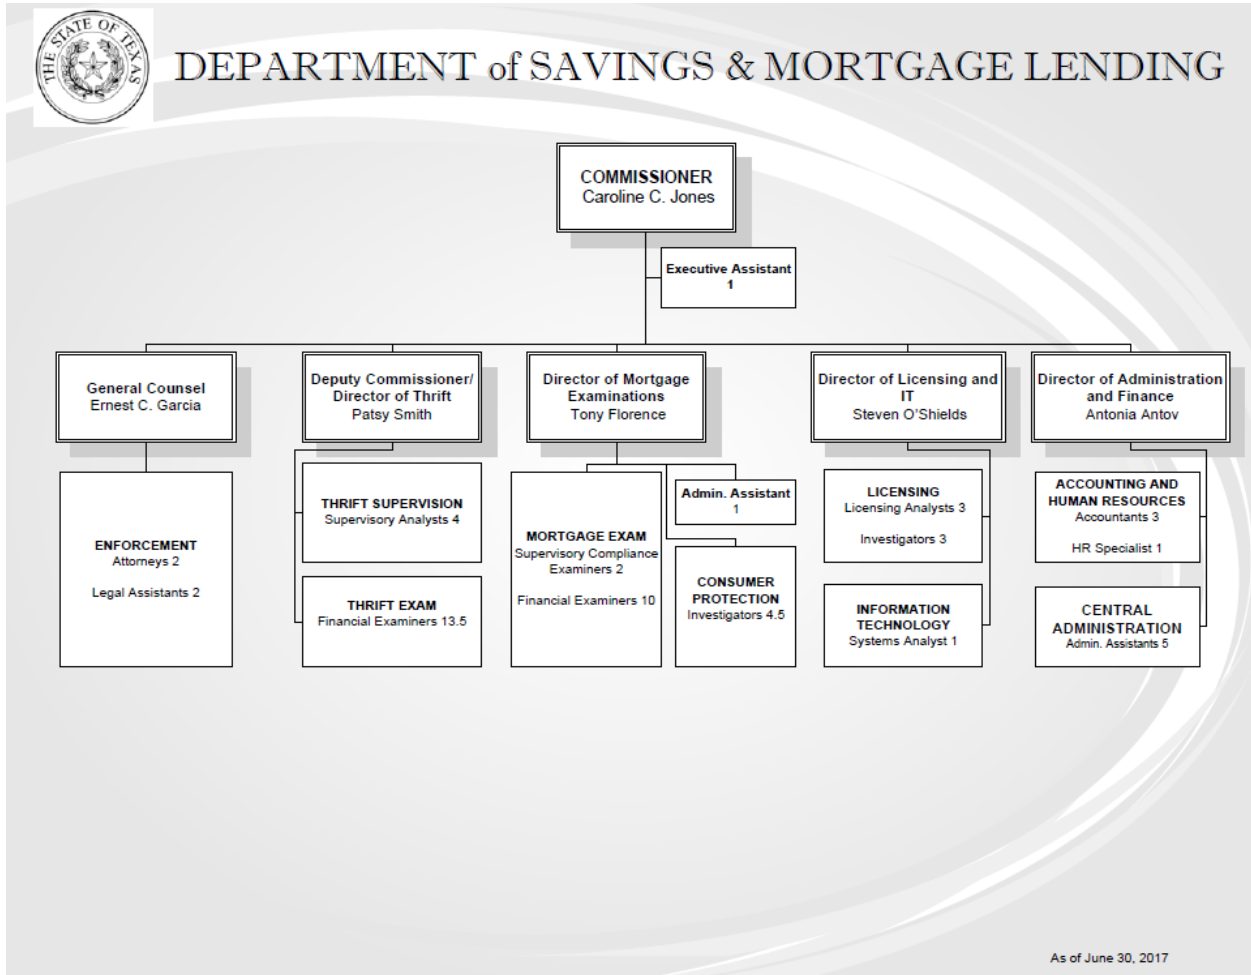 THE STATE OF TEXAS
DEPARTMENT of SAVINGS & MORTGAGE LENDING
COMMISSIONER
Caroline C. Jones
Executive Assistant
1
General Counsel
Ernest C. Garcia
Deputy Commissioner/
Director of Thrift
Patsy Smith
Director of Mortgage
Examinations
Tony Florence
Director of Licensing and
IT
Steven O'Shields
Director of Administration
and Finance
Antonia Antov
ENFORCEMENT
Attorneys 2
Legal Assistants 2
THRIFT SUPERVISION
Supervisory Analysts 4
THRIFT EXAM
Financial Examiners 13.5
MORTGAGE EXAM
Supervisory Compliance
Examiners 2
Financial Examiners 10
Admin. Assistant
1
CONSUMER
PROTECTION
Investigators 4.5
LICENSING
Licensing Analysts 3
Investigators 3
INFORMATION
TECHNOLOGY
Systems Analyst 1
ACCOUNTING AND
HUMAN RESOURCES
Accountants 3
HR Specialist 1
CENTRAL
ADMINISTRATION
Admin. Assistants 5
As of June 30, 2017